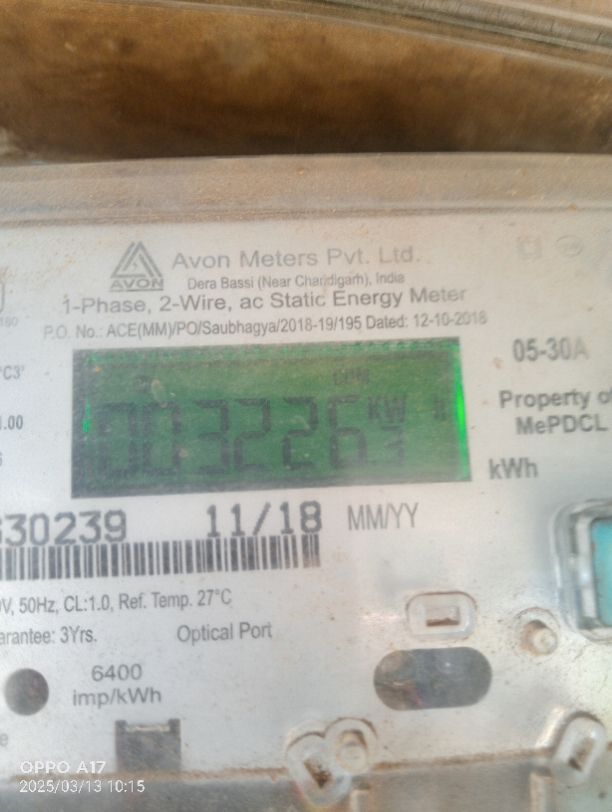 Avon Meters Pvt. Ltd.
AVON
Dera Bassi (Near Chandigarh), India
1-Phase, 2-Wire, ac Static Energy Meter
P.O. No.: ACE(MM)/PO/Saubhagya/2018-19/195 Dated: 12-10-2018
05-30A
Property of
MePDCL
CUM
KW h
003226.3
kWh
30239 11/18 MM/YY
V, 50Hz, CL:1.0, Ref. Temp. 27°C
arantee: 3Yrs. Optical Port
6400
imp/kWh
OPPO A17
2025/03/13 10:15